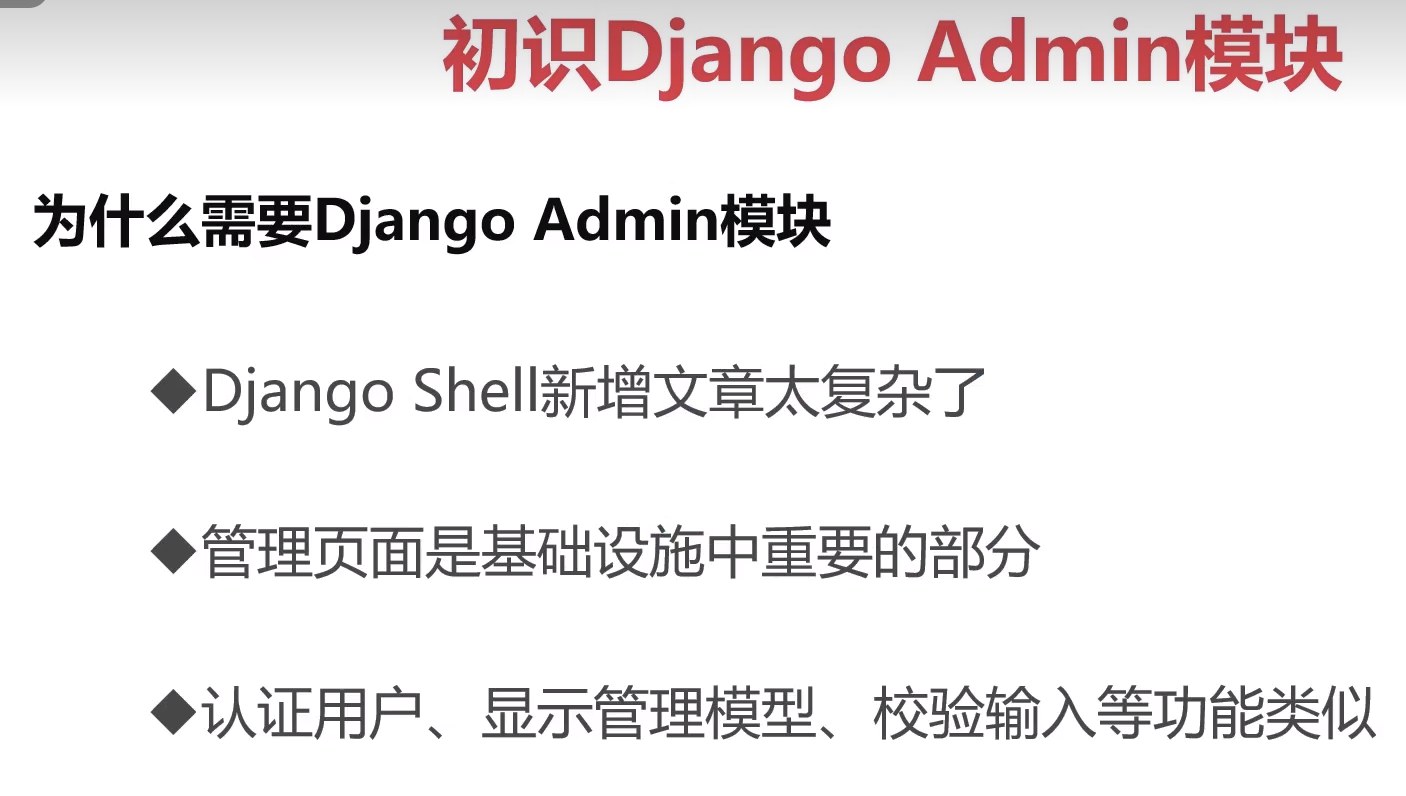 初识Django Admin模块
为什么需要Django Admin模块
◆Django Shell新增文章太复杂了
◆管理页面是基础设施中重要的部分
◆认证用户、显示管理模型、校验输入等功能类似